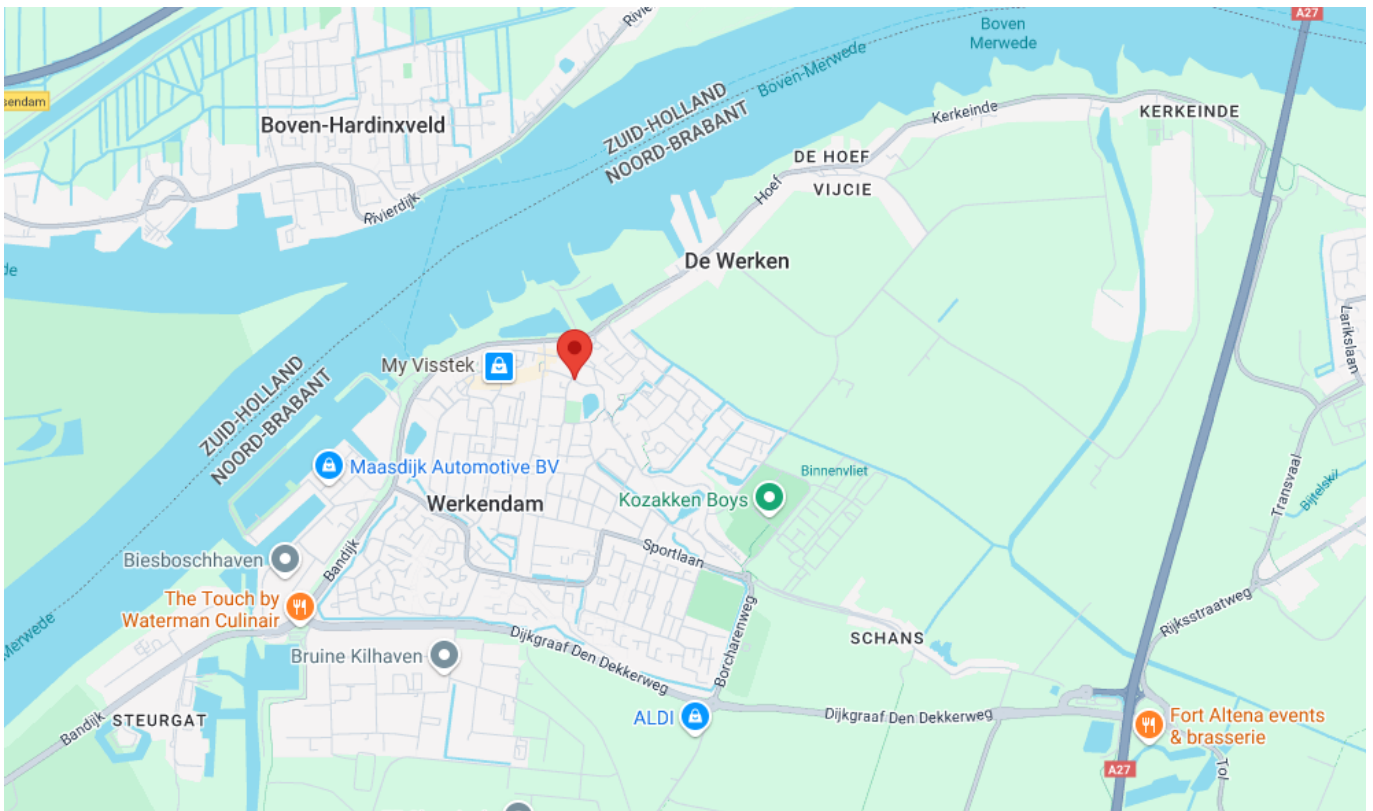 A27
Boven
Merwede
Rivie
Boven-Merwede
sendam
Boven-Hardinxveld
ZUID-HOLLAND
NOORD-BRABANT
Kerkeinde
KERKEINDE
DE HOEF
VIJCIE
Hoef
Rivierdijk
De Werken
de
Larikslaan
My Visstek
ZUID-HOLLAND
NOORD-BRABANT
Maasdijk Automotive BV
Binnenvliet
Kozakken Boys
Werkendam
Transvaal
Bijtelskil
Sportlaan
Biesboschhaven
Bandijk
The Touch by
Waterman Culinair
Merwede
Rijksstraatweg
Borcharenweg
SCHANS
Dijkgraaf Den Dekkerweg
Bruine Kilhaven
STEURGAT
Bandijk
ALDI
Dijkgraaf Den Dekkerweg
Fort Altena events
& brasserie
A27
Tol